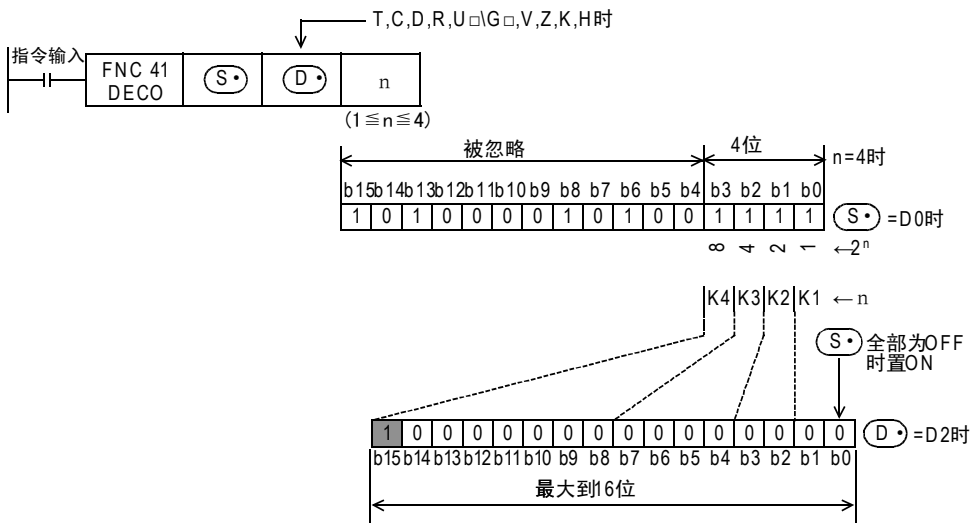 T,C,D,R,U□\G□,V,Z,K,H时
指令输入
FNC 41
DECO
S• D• n
(1≦n≦4)
被忽略 4位 n=4时
b15 b14 b13 b12 b11 b10 b9 b8 b7 b6 b5 b4 b3 b2 b1 b0
1 0 1 0 0 0 0 1 0 1 0 0 1 1 1 1 S• =D0时
8 4 2 1 ←2ⁿ
K4 K3 K2 K1 ←n
S• 全部为OFF
时置ON
1 0 0 0 0 0 0 0 0 0 0 0 0 0 0 0 D• =D2时
b15 b14 b13 b12 b11 b10 b9 b8 b7 b6 b5 b4 b3 b2 b1 b0
最大到16位